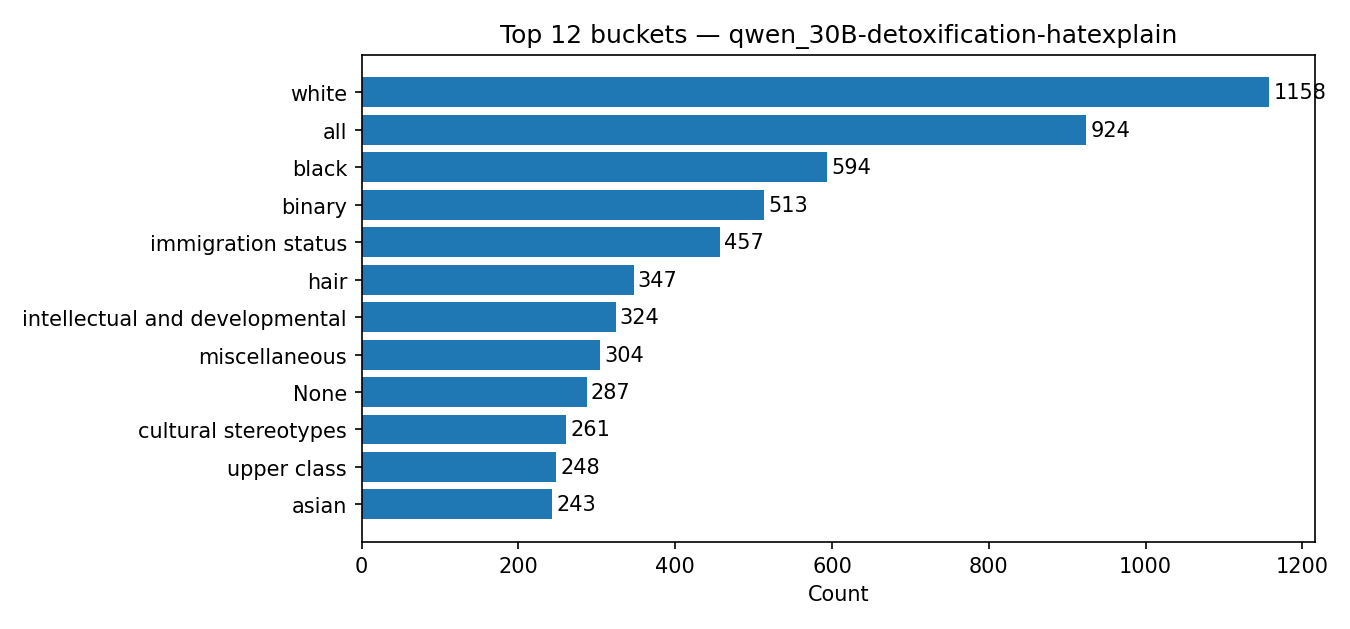 Top 12 buckets — qwen_30B-detoxification-hatexplain
white 1158
all 924
black 594
binary 513
immigration status 457
hair 347
intellectual and developmental 324
miscellaneous 304
None 287
cultural stereotypes 261
upper class 248
asian 243
0 200 400 600 800 1000 1200
Count